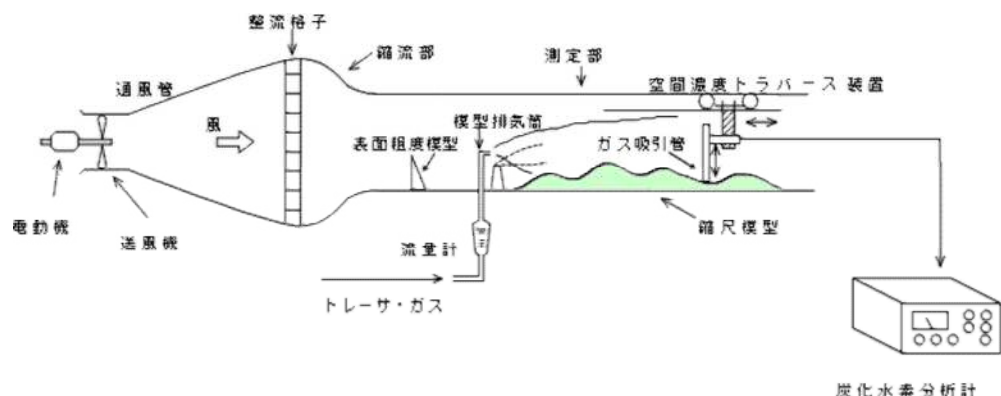 整流格子
縮流部
測定部
通風管
空間濃度トラバース装置
風
模型排気筒
表面粗度模型
ガス吸引管
電動機
送風機
流量計
縮尺模型
トレーサ・ガス
炭化水素分析計